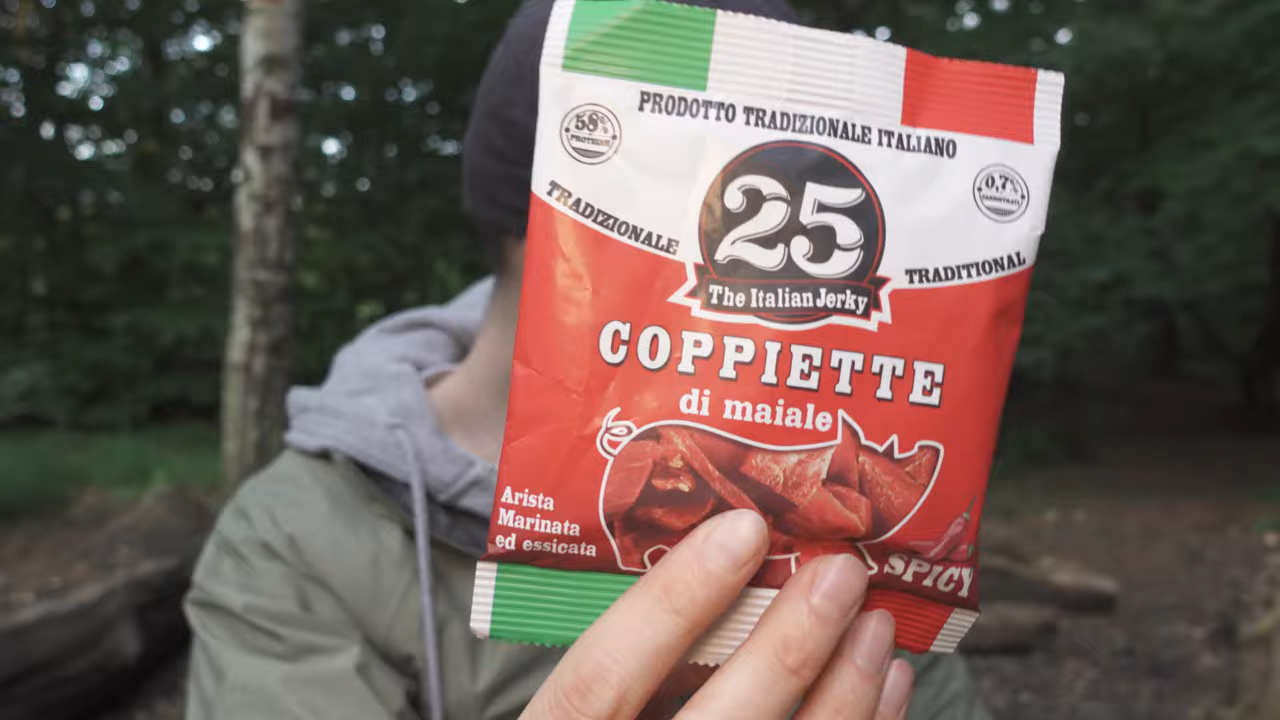 PRODOTTO TRADIZIONALE ITALIANO
58%
PROTEINE
0,7%
CARBOIDRATI
TRADIZIONALE
25
TRADITIONAL
The Italian Jerky
COPPIETTE
di maiale
Arista
Marinata
ed essicata
SPICY